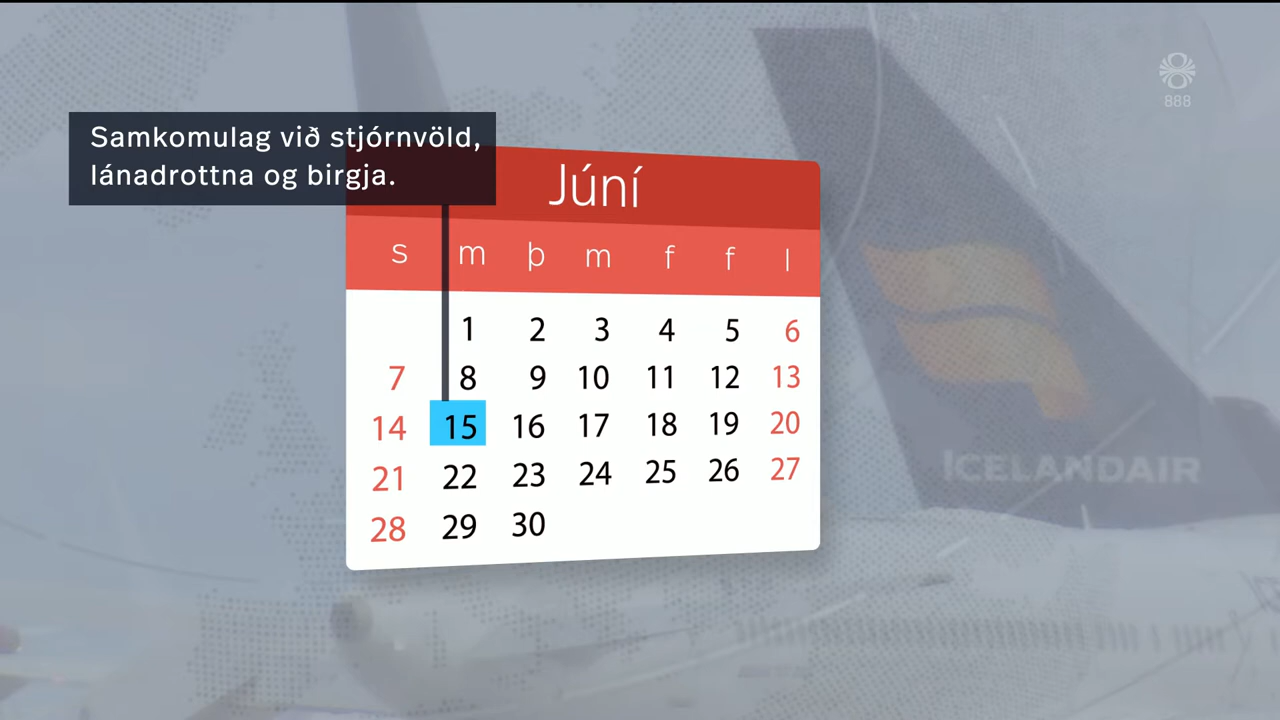 888
Samkomulag við stjórnvöld,
lánadrottna og birgja.
Júní
s m þ m f f l
1 2 3 4 5 6
7 8 9 10 11 12 13
14 15 16 17 18 19 20
21 22 23 24 25 26 27
28 29 30
ICELANDAIR